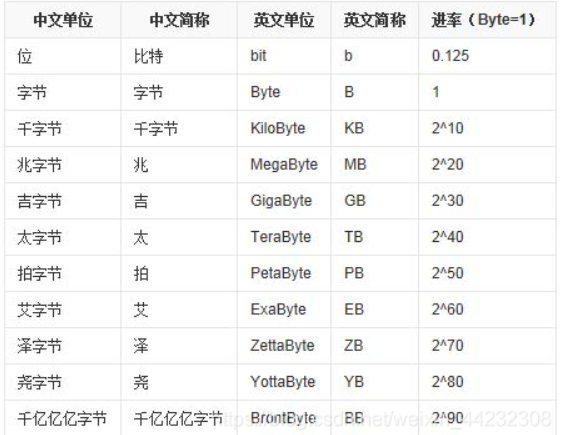 中文单位 中文简称 英文单位 英文简称 进率（Byte=1）
位 比特 bit b 0.125
字节 字节 Byte B 1
千字节 千字节 KiloByte KB 2^10
兆字节 兆 MegaByte MB 2^20
吉字节 吉 GigaByte GB 2^30
太字节 太 TeraByte TB 2^40
拍字节 拍 PetaByte PB 2^50
艾字节 艾 ExaByte EB 2^60
泽字节 泽 ZettaByte ZB 2^70
尧字节 尧 YottaByte YB 2^80
千亿亿亿字节 千亿亿亿字节 BrontByte BB 2^90